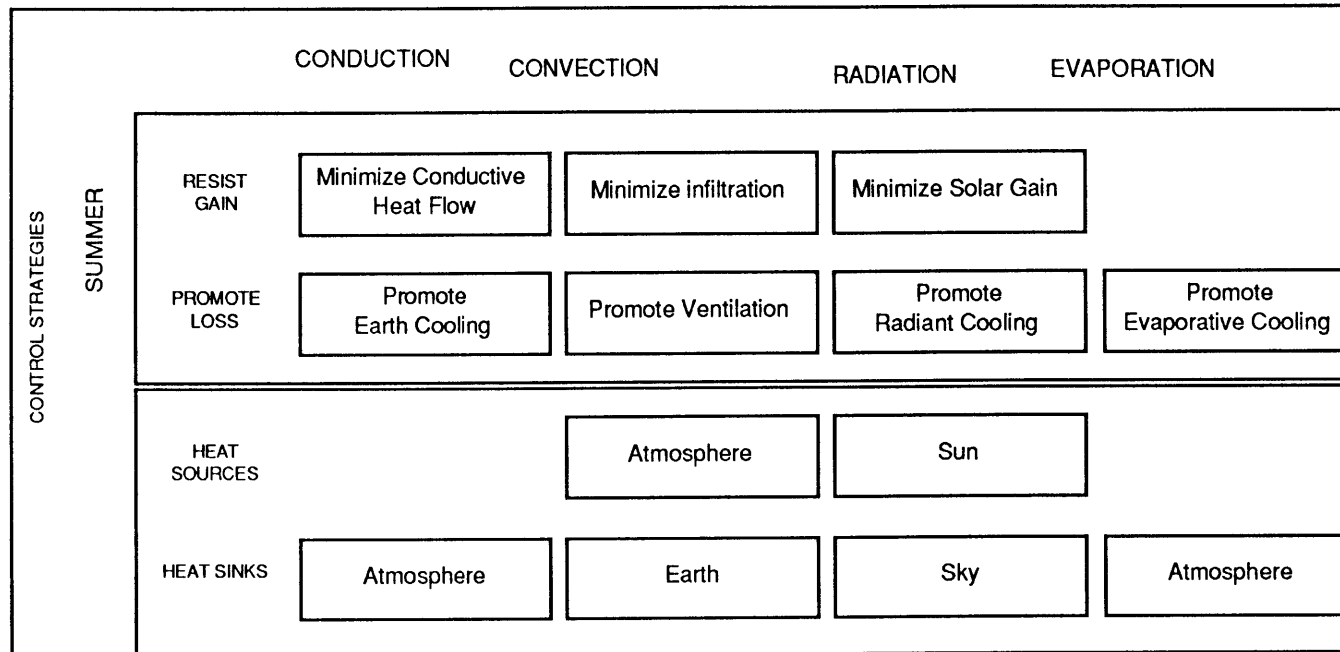 CONDUCTION CONVECTION RADIATION EVAPORATION
CONTROL STRATEGIES
SUMMER
RESIST
GAIN
Minimize Conductive
Heat Flow
Minimize infiltration
Minimize Solar Gain
PROMOTE
LOSS
Promote
Earth Cooling
Promote Ventilation
Promote
Radiant Cooling
Promote
Evaporative Cooling
HEAT
SOURCES
Atmosphere
Sun
HEAT SINKS
Atmosphere
Earth
Sky
Atmosphere